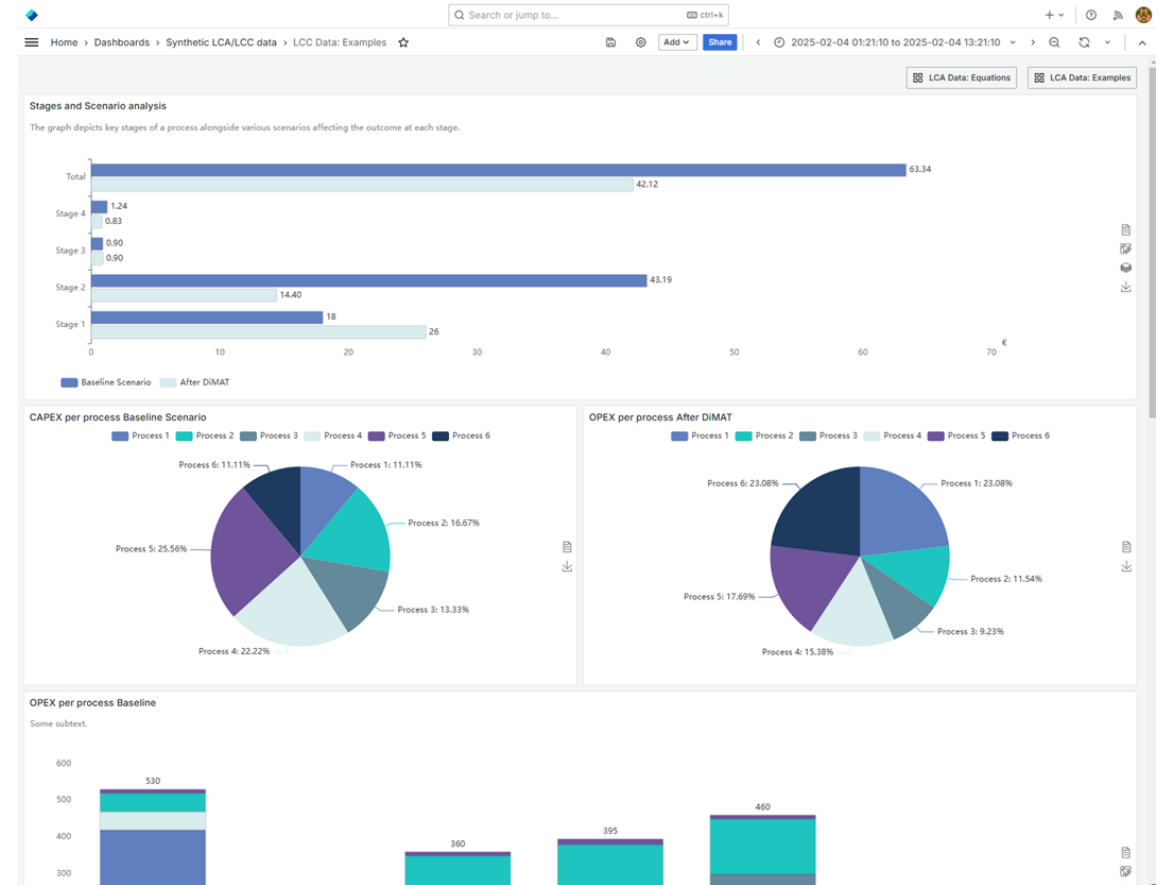 Search or jump to...
ctrl+k
Home › Dashboards › Synthetic LCA/LCC data › LCC Data: Examples
Add
Share
2025-02-04 01:21:10 to 2025-02-04 13:21:10
LCA Data: Equations
LCA Data: Examples
Stages and Scenario analysis
The graph depicts key stages of a process alongside various scenarios affecting the outcome at each stage.
Total
63.34
42.12
Stage 4
1.24
0.83
Stage 3
0.90
0.90
Stage 2
43.19
14.40
Stage 1
18
26
€
0 10 20 30 40 50 60 70
Baseline Scenario After DiMAT
CAPEX per process Baseline Scenario
Process 1 Process 2 Process 3 Process 4 Process 5 Process 6
Process 6: 11.11%
Process 1: 11.11%
Process 2: 16.67%
Process 5: 25.56%
Process 3: 13.33%
Process 4: 22.22%
OPEX per process After DiMAT
Process 1 Process 2 Process 3 Process 4 Process 5 Process 6
Process 6: 23.08%
Process 1: 23.08%
Process 2: 11.54%
Process 5: 17.69%
Process 3: 9.23%
Process 4: 15.38%
OPEX per process Baseline
Some subtext.
600
530
500
460
400
395
360
300